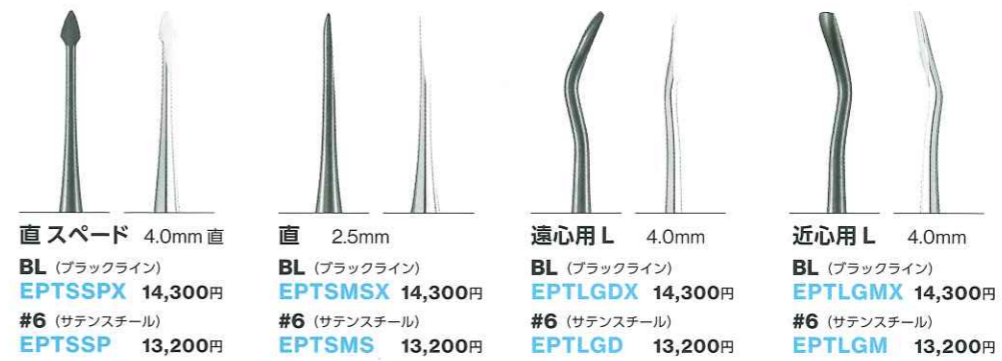 直 スペード 4.0mm 直
BL (ブラックライン)
EPTSSPX 14,300円
#6 (サテンスチール)
EPTSSP 13,200円
直 2.5mm
BL (ブラックライン)
EPTSMSX 14,300円
#6 (サテンスチール)
EPTSMS 13,200円
遠心用 L 4.0mm
BL (ブラックライン)
EPTLGDX 14,300円
#6 (サテンスチール)
EPTLGD 13,200円
近心用 L 4.0mm
BL (ブラックライン)
EPTLGMX 14,300円
#6 (サテンスチール)
EPTLGM 13,200円